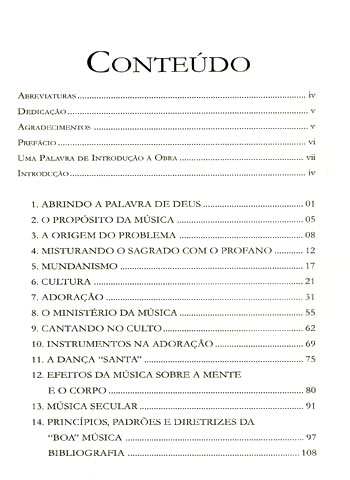 CONTEÚDO
ABREVIATURAS ... iv
DEDICAÇÃO ... v
AGRADECIMENTOS ... v
PREFÁCIO ... vi
UMA PALAVRA DE INTRODUÇÃO À OBRA ... vii
INTRODUÇÃO ... iv
1. ABRINDO A PALAVRA DE DEUS ... 01
2. O PROPÓSITO DA MÚSICA ... 05
3. A ORIGEM DO PROBLEMA ... 08
4. MISTURANDO O SAGRADO COM O PROFANO ... 12
5. MUNDANISMO ... 17
6. CULTURA ... 21
7. ADORAÇÃO ... 31
8. O MINISTÉRIO DA MÚSICA ... 55
9. CANTANDO NO CULTO ... 62
10. INSTRUMENTOS NA ADORAÇÃO ... 69
11. A DANÇA “SANTA” ... 75
12. EFEITOS DA MÚSICA SOBRE A MENTE
E O CORPO ... 80
13. MÚSICA SECULAR ... 91
14. PRINCÍPIOS, PADRÕES E DIRETRIZES DA
“BOA” MÚSICA ... 97
BIBLIOGRAFIA ... 108